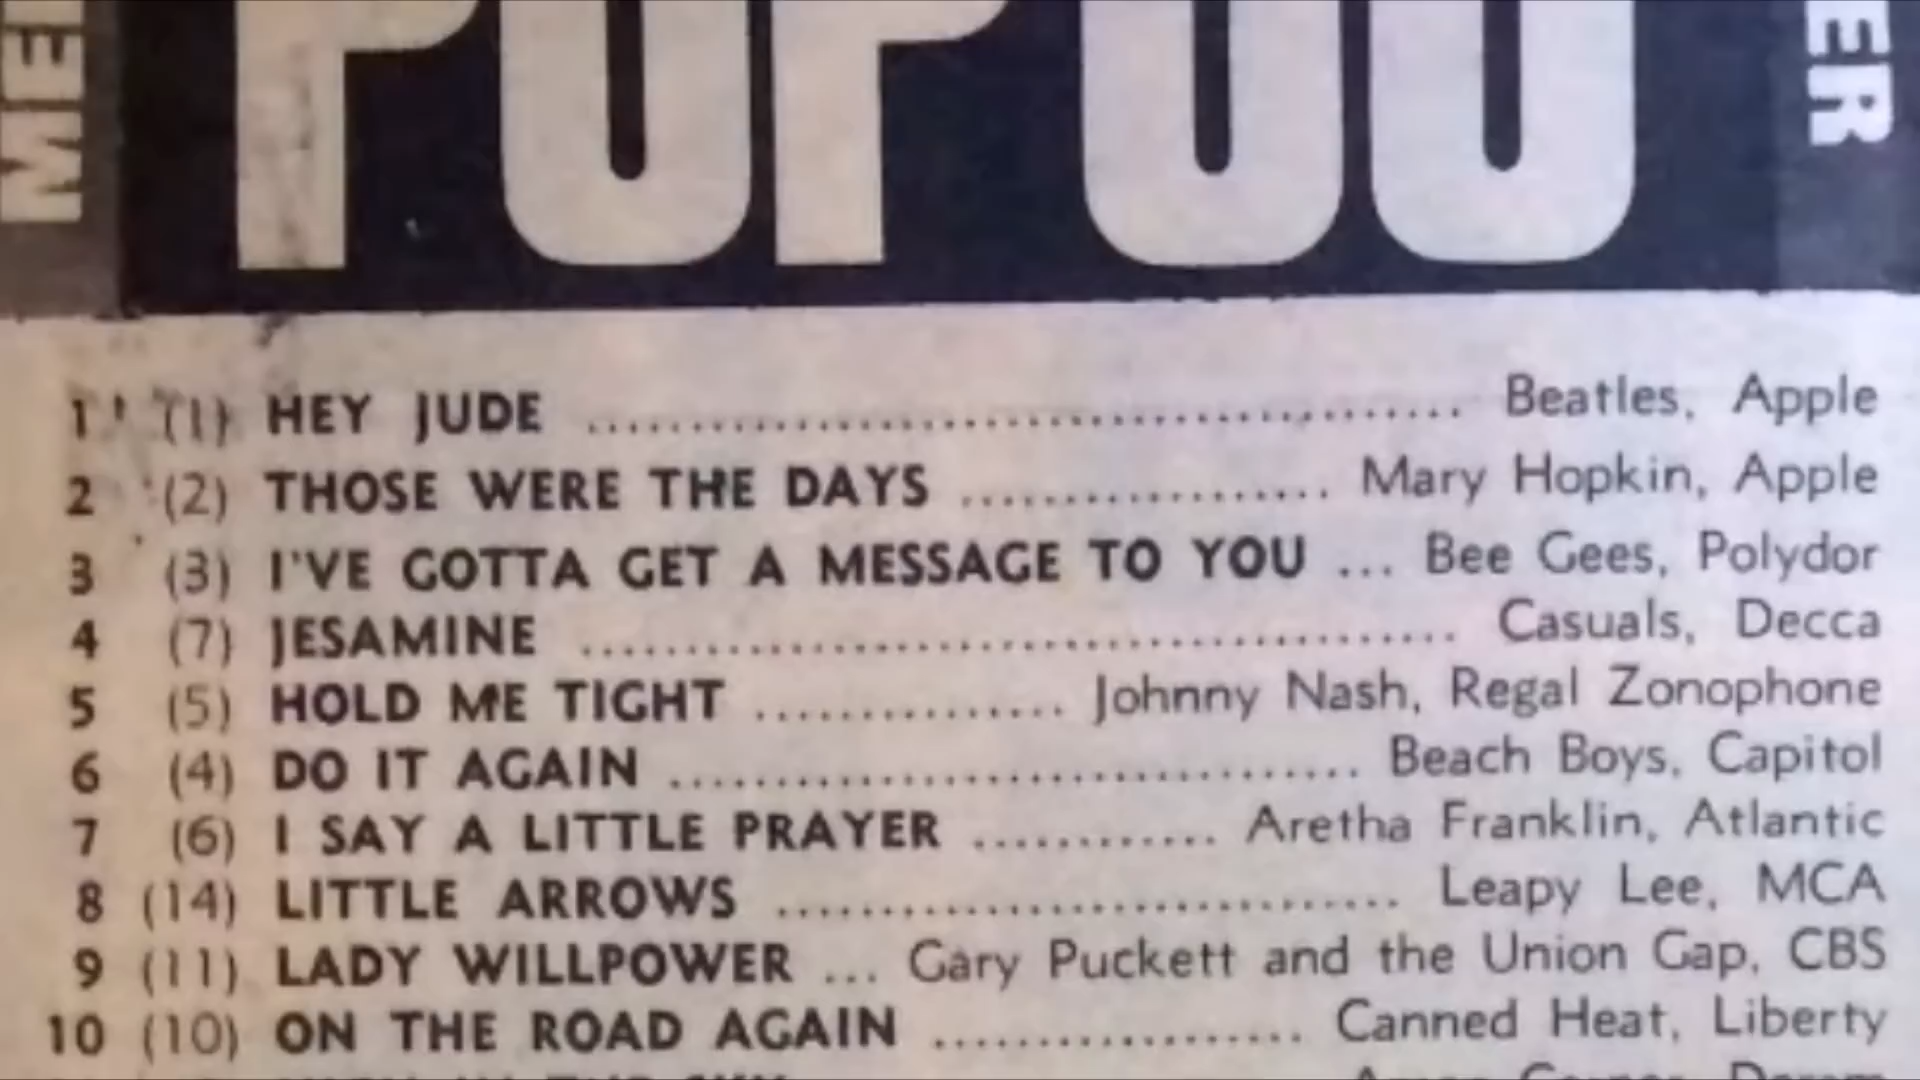 POP 30
1 (1) HEY JUDE ........ Beatles, Apple
2 (2) THOSE WERE THE DAYS ........ Mary Hopkin, Apple
3 (3) I'VE GOTTA GET A MESSAGE TO YOU ... Bee Gees, Polydor
4 (7) JESAMINE ........ Casuals, Decca
5 (5) HOLD ME TIGHT ........ Johnny Nash, Regal Zonophone
6 (4) DO IT AGAIN ........ Beach Boys, Capitol
7 (6) I SAY A LITTLE PRAYER ........ Aretha Franklin, Atlantic
8 (14) LITTLE ARROWS ........ Leapy Lee, MCA
9 (11) LADY WILLPOWER ... Gary Puckett and the Union Gap, CBS
10 (10) ON THE ROAD AGAIN ........ Canned Heat, Liberty